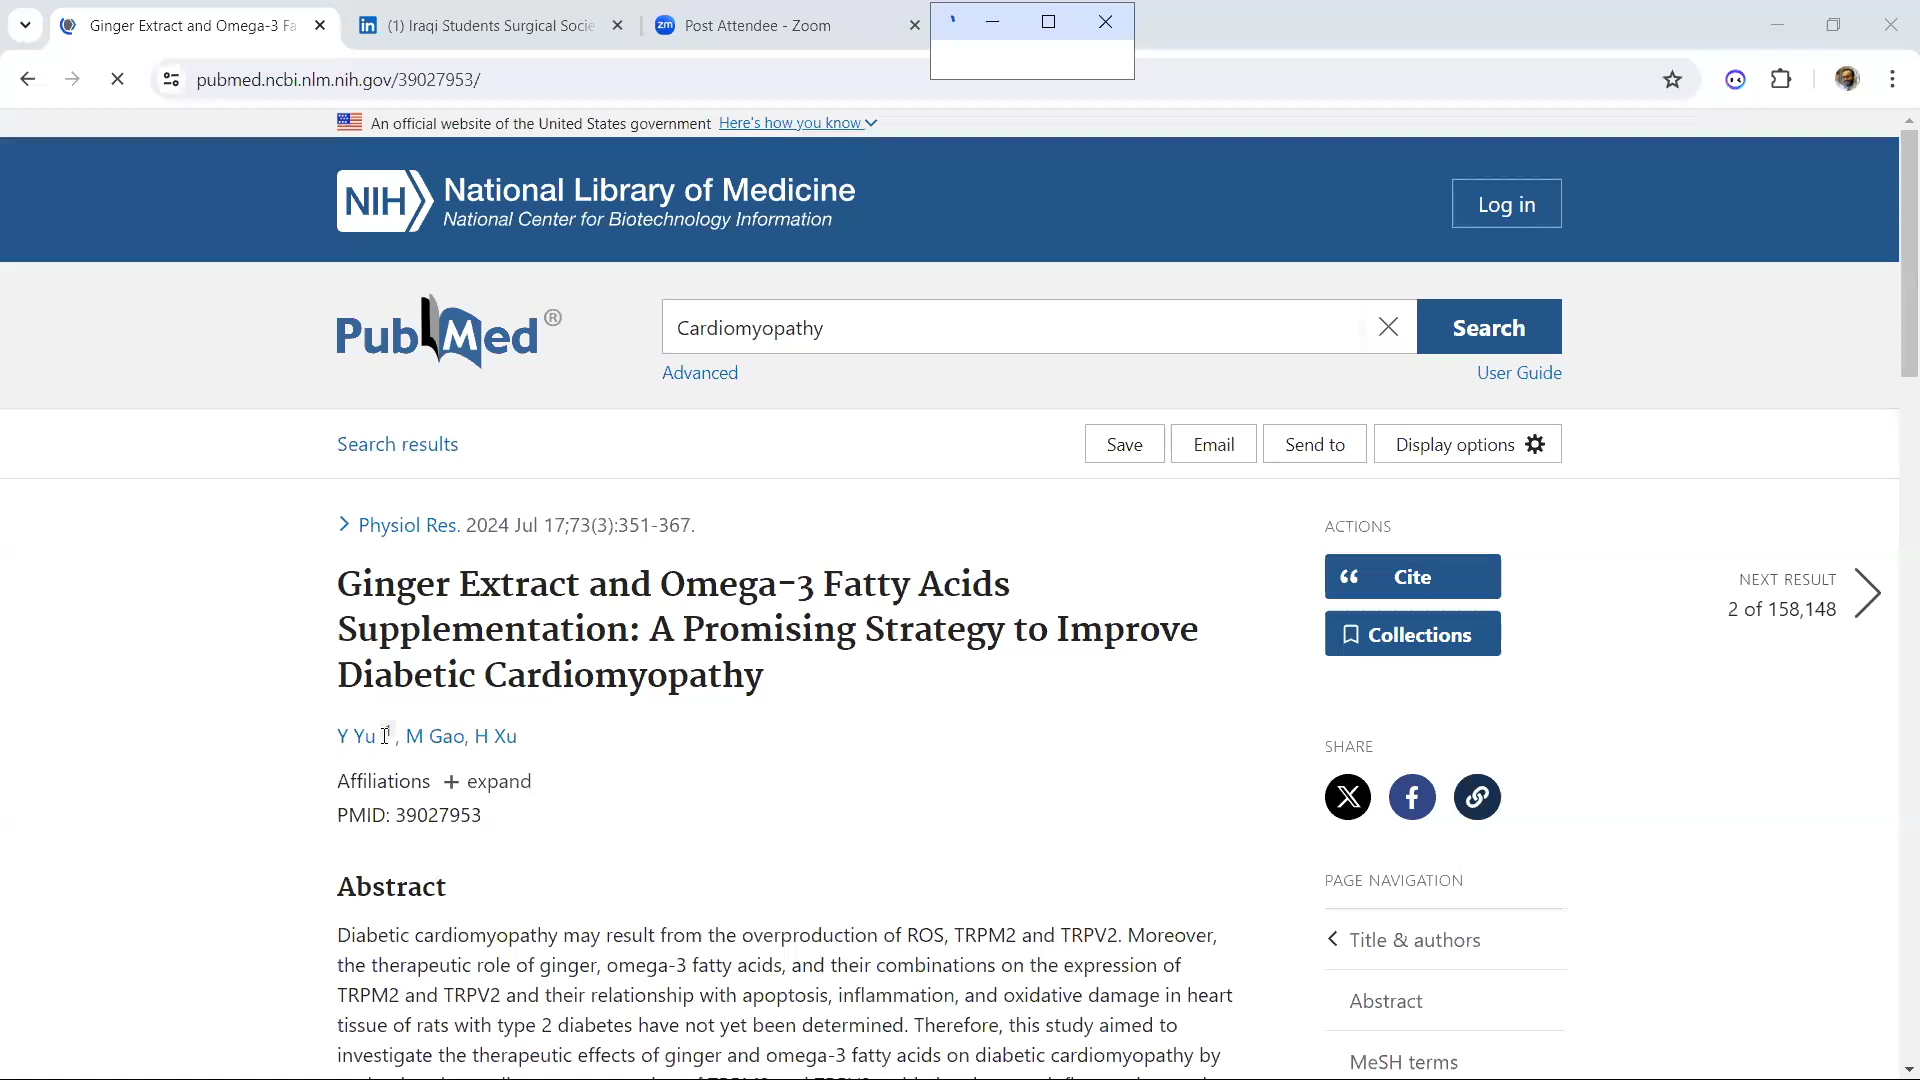 Ginger Extract and Omega-3 Fa
(1) Iraqi Students Surgical Socie
zm Post Attendee - Zoom
pubmed.ncbi.nlm.nih.gov/39027953/
An official website of the United States government Here's how you know
NIH National Library of Medicine
National Center for Biotechnology Information
Log in
PubMed®
Cardiomyopathy
Search
Advanced
User Guide
Search results
Save
Email
Send to
Display options
Physiol Res. 2024 Jul 17;73(3):351-367.
Ginger Extract and Omega-3 Fatty Acids
Supplementation: A Promising Strategy to Improve
Diabetic Cardiomyopathy
Y Yu 1, M Gao, H Xu
Affiliations + expand
PMID: 39027953
Abstract
Diabetic cardiomyopathy may result from the overproduction of ROS, TRPM2 and TRPV2. Moreover,
the therapeutic role of ginger, omega-3 fatty acids, and their combinations on the expression of
TRPM2 and TRPV2 and their relationship with apoptosis, inflammation, and oxidative damage in heart
tissue of rats with type 2 diabetes have not yet been determined. Therefore, this study aimed to
investigate the therapeutic effects of ginger and omega-3 fatty acids on diabetic cardiomyopathy by
ACTIONS
Cite
Collections
NEXT RESULT
2 of 158,148
SHARE
PAGE NAVIGATION
Title & authors
Abstract
MeSH terms